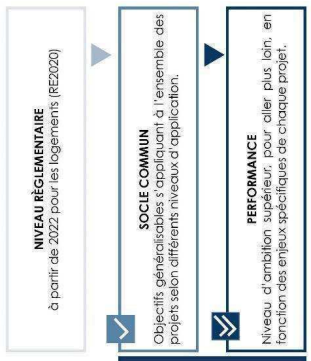 NIVEAU RÈGLEMENTAIRE
à partir de 2022 pour les logements (RE2020)
SOCLE COMMUN
Objectifs généralisables s'appliquant à l'ensemble des
projets selon différents niveaux d'application.
PERFORMANCE
Niveau d'ambition supérieur, pour aller plus loin, en
fonction des enjeux spécifiques de chaque projet.